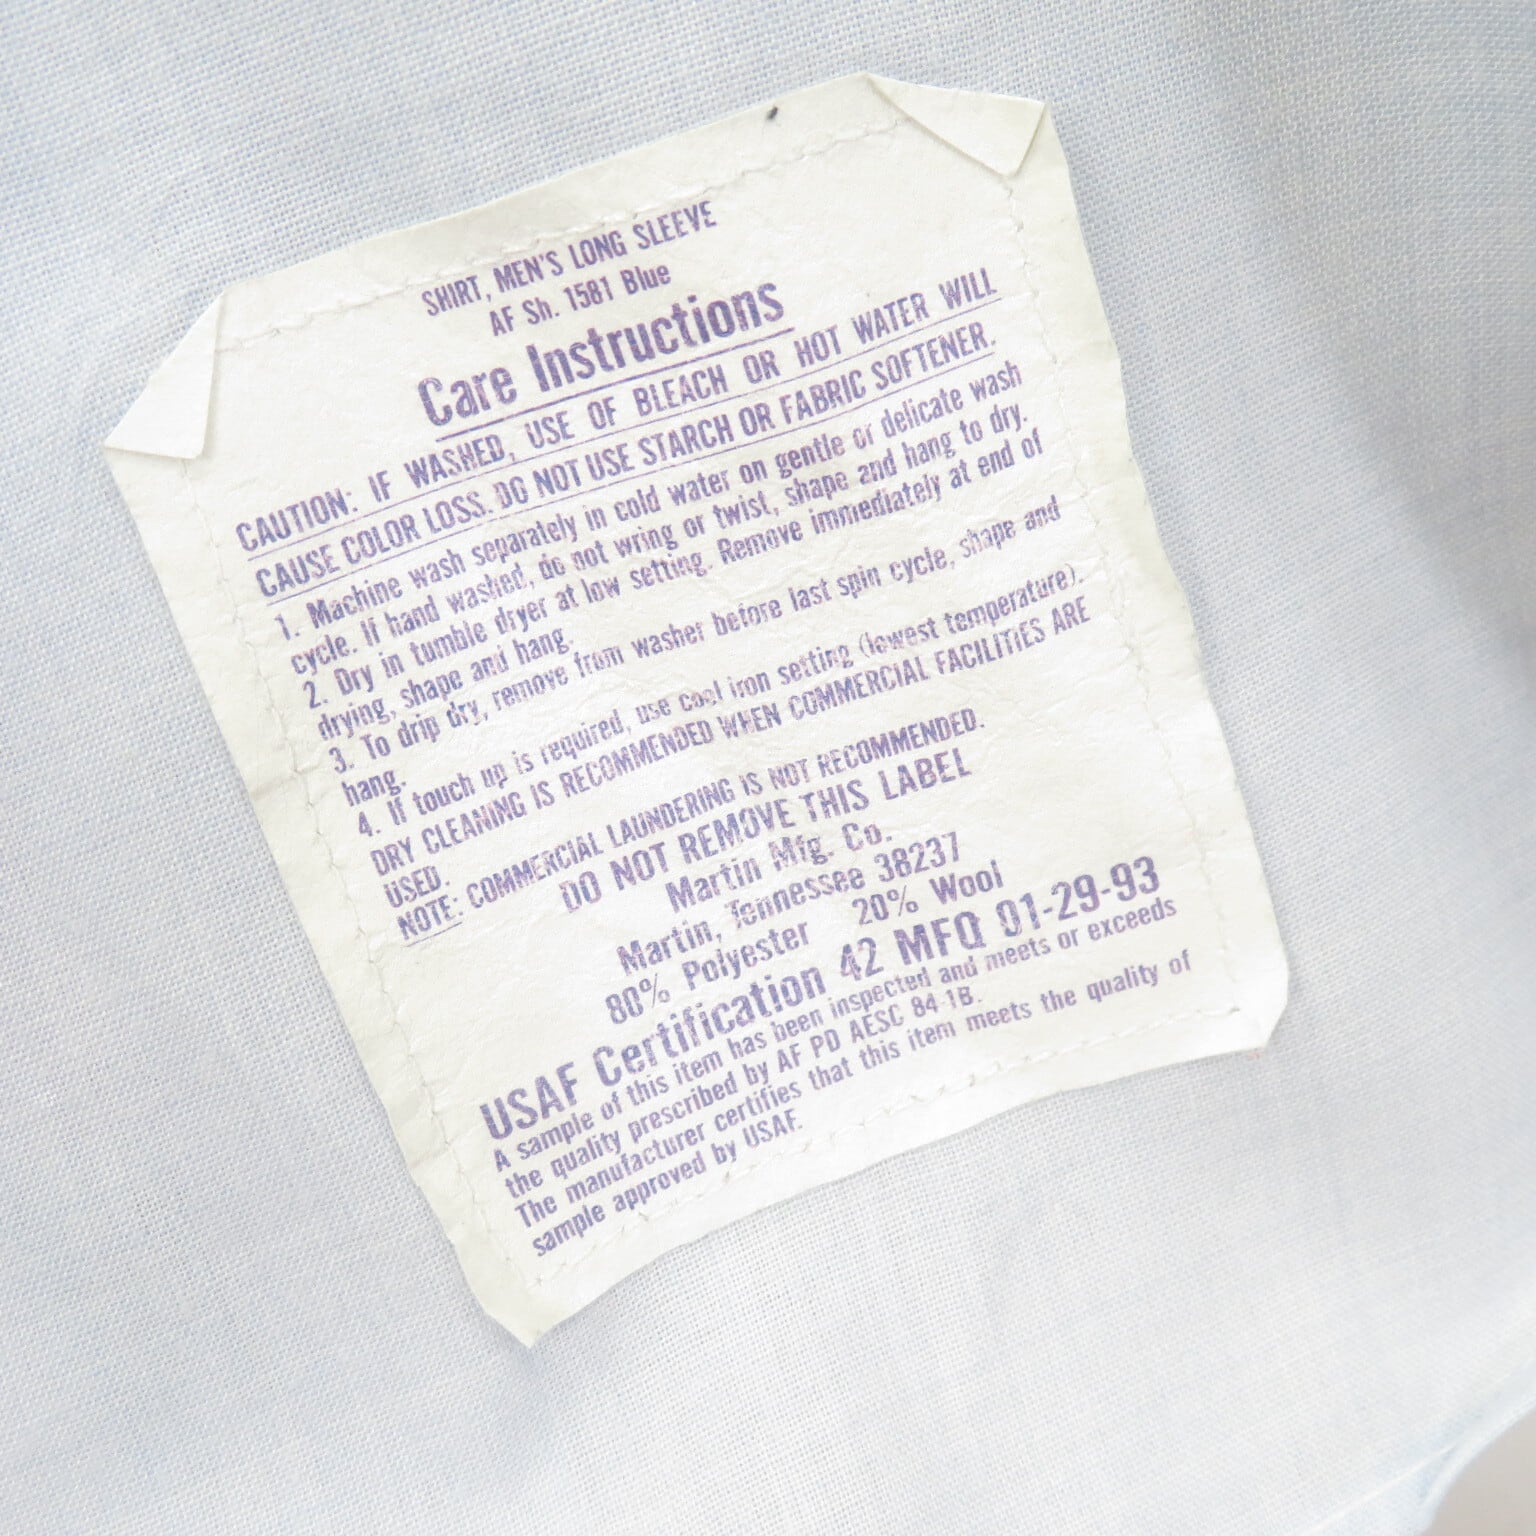 SHIRT, MEN'S LONG SLEEVE
AF Sh. 1581 Blue
Care Instructions
CAUTION: IF WASHED, USE OF BLEACH OR HOT WATER WILL
CAUSE COLOR LOSS. DO NOT USE STARCH OR FABRIC SOFTENER.
1. Machine wash separately in cold water on gentle or delicate wash
cycle. If hand washed, do not wring or twist, shape and hang to dry.
2. Dry in tumble dryer at low setting. Remove immediately at end of
drying, shape and hang.
3. To drip dry, remove from washer before last spin cycle, shape and
hang.
4. If touch up is required, use cool iron setting (lowest temperature).
DRY CLEANING IS RECOMMENDED WHEN COMMERCIAL FACILITIES ARE
USED.
NOTE: COMMERCIAL LAUNDERING IS NOT RECOMMENDED.
DO NOT REMOVE THIS LABEL
Martin Mfg. Co.
Martin, Tennessee 38237
80% Polyester 20% Wool
USAF Certification 42 MFQ 01-29-93
A sample of this item has been inspected and meets or exceeds
the quality prescribed by AF PD AESC 84-1B.
The manufacturer certifies that this item meets the quality of
sample approved by USAF.